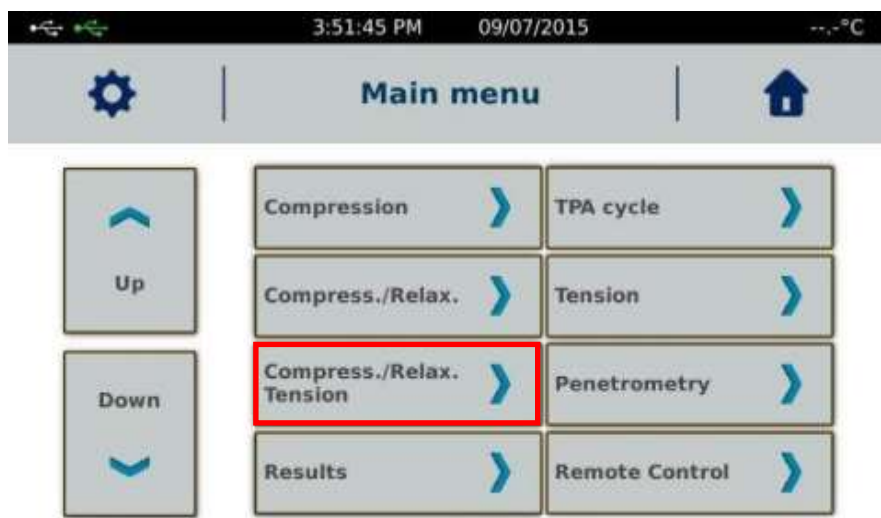 3:51:45 PM 09/07/2015 --.-°C
Main menu
Up
Down
Compression
TPA cycle
Compress./Relax.
Tension
Compress./Relax.
Tension
Penetrometry
Results
Remote Control